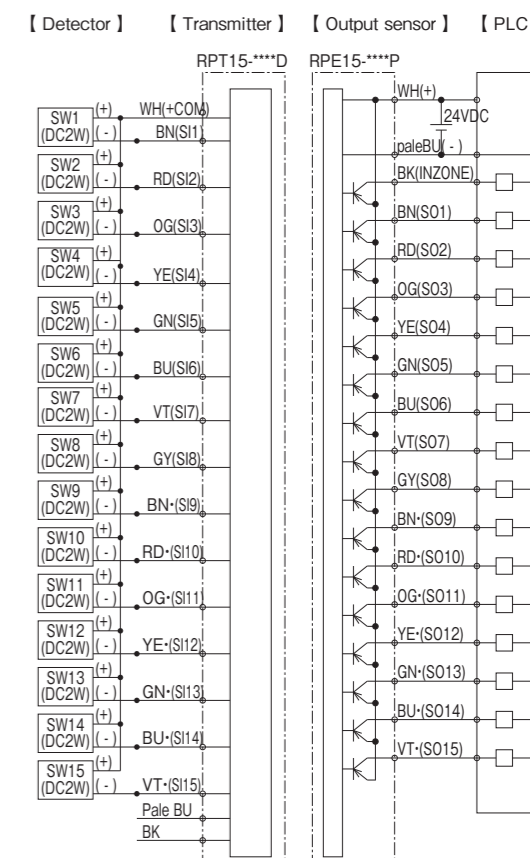 【 Detector 】 【 Transmitter 】 【 Output sensor 】 【 PLC
RPT15-****D RPE15-****P
SW1 (+) WH(+COM)
(DC2W) ( - ) BN(SI1)
SW2 (+)
(DC2W) ( - ) RD(SI2)
SW3 (+)
(DC2W) ( - ) OG(SI3)
SW4 (+)
(DC2W) ( - ) YE(SI4)
SW5 (+)
(DC2W) ( - ) GN(SI5)
SW6 (+)
(DC2W) ( - ) BU(SI6)
SW7 (+)
(DC2W) ( - ) VT(SI7)
SW8 (+)
(DC2W) ( - ) GY(SI8)
SW9 (+)
(DC2W) ( - ) BN•(SI9)
SW10 (+)
(DC2W) ( - ) RD•(SI10)
SW11 (+)
(DC2W) ( - ) OG•(SI11)
SW12 (+)
(DC2W) ( - ) YE•(SI12)
SW13 (+)
(DC2W) ( - ) GN•(SI13)
SW14 (+)
(DC2W) ( - ) BU•(SI14)
SW15 (+)
(DC2W) ( - ) VT•(SI15)
Pale BU
BK
WH(+)
24VDC
paleBU( - )
BK(INZONE)
BN(SO1)
RD(SO2)
OG(SO3)
YE(SO4)
GN(SO5)
BU(SO6)
VT(SO7)
GY(SO8)
BN•(SO9)
RD•(SO10)
OG•(SO11)
YE•(SO12)
GN•(SO13)
BU•(SO14)
VT•(SO15)